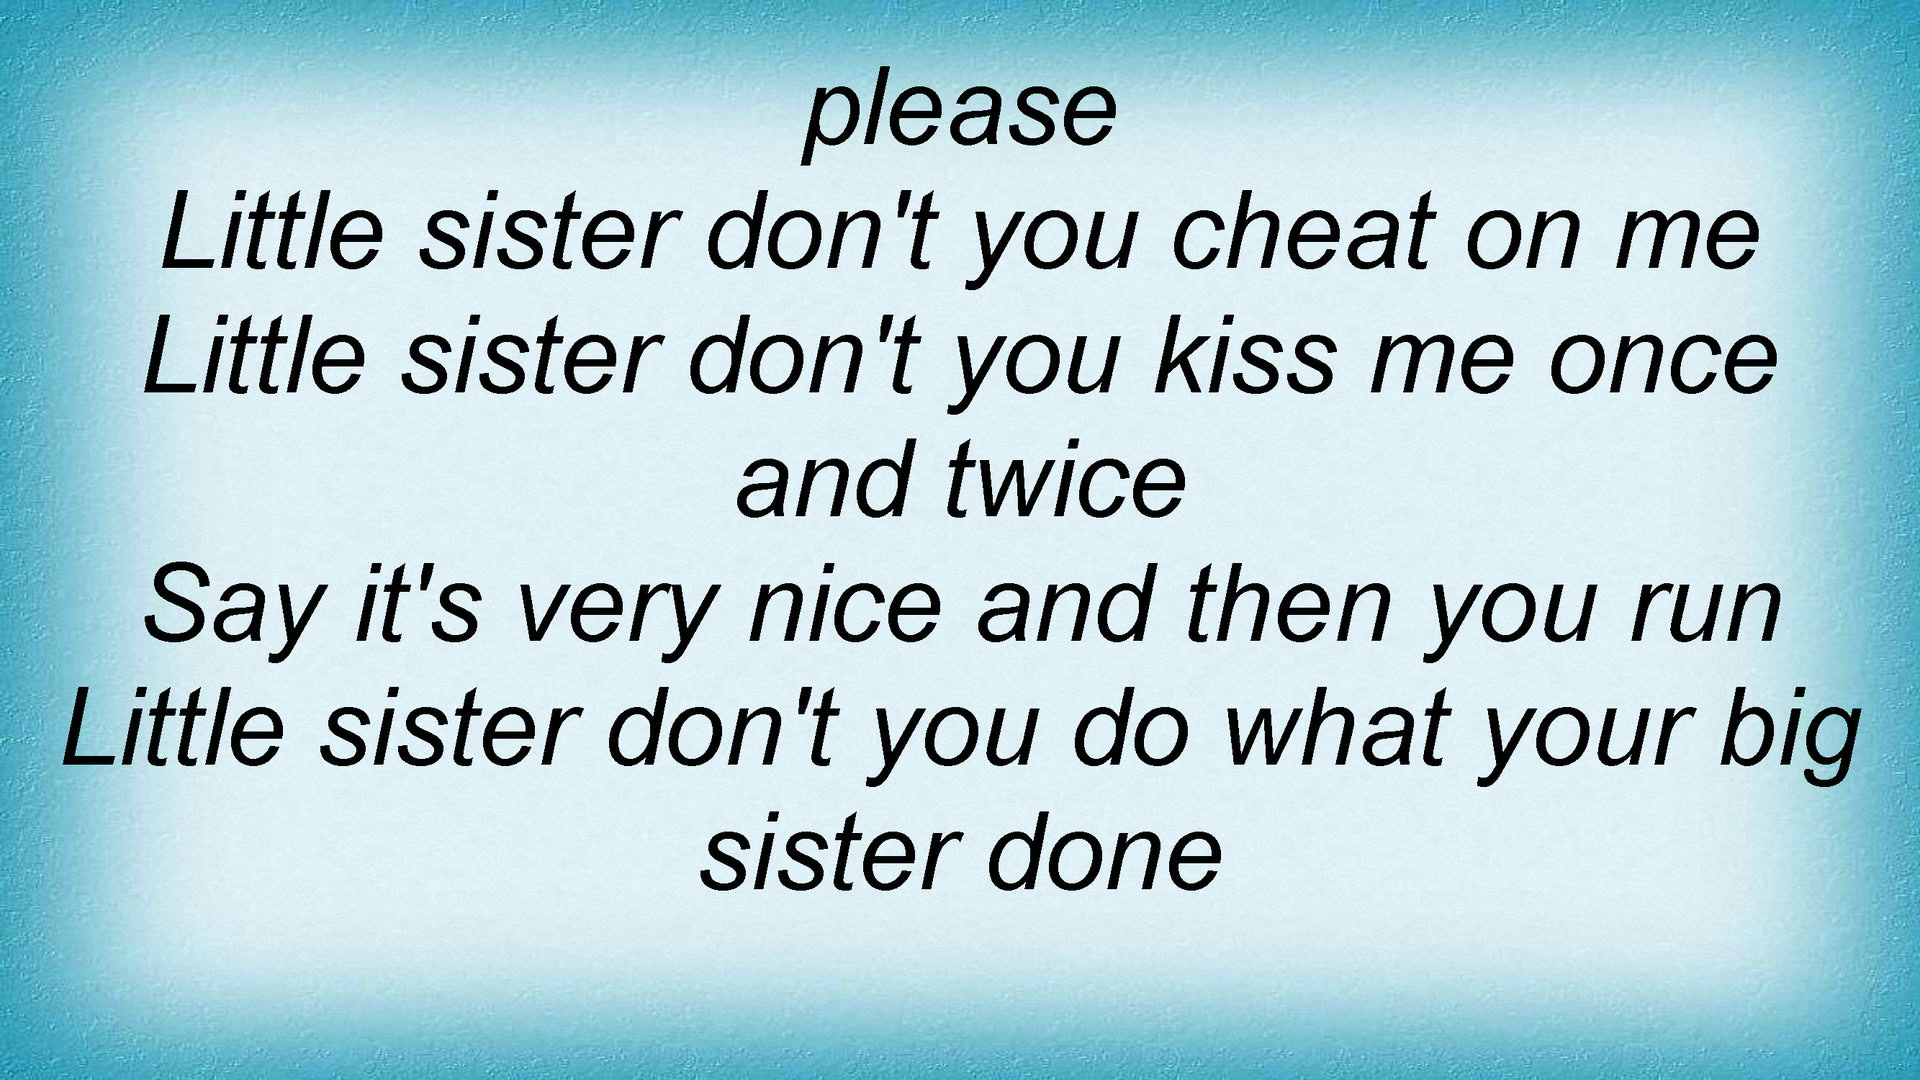 please
Little sister don't you cheat on me
Little sister don't you kiss me once
and twice
Say it's very nice and then you run
Little sister don't you do what your big
sister done